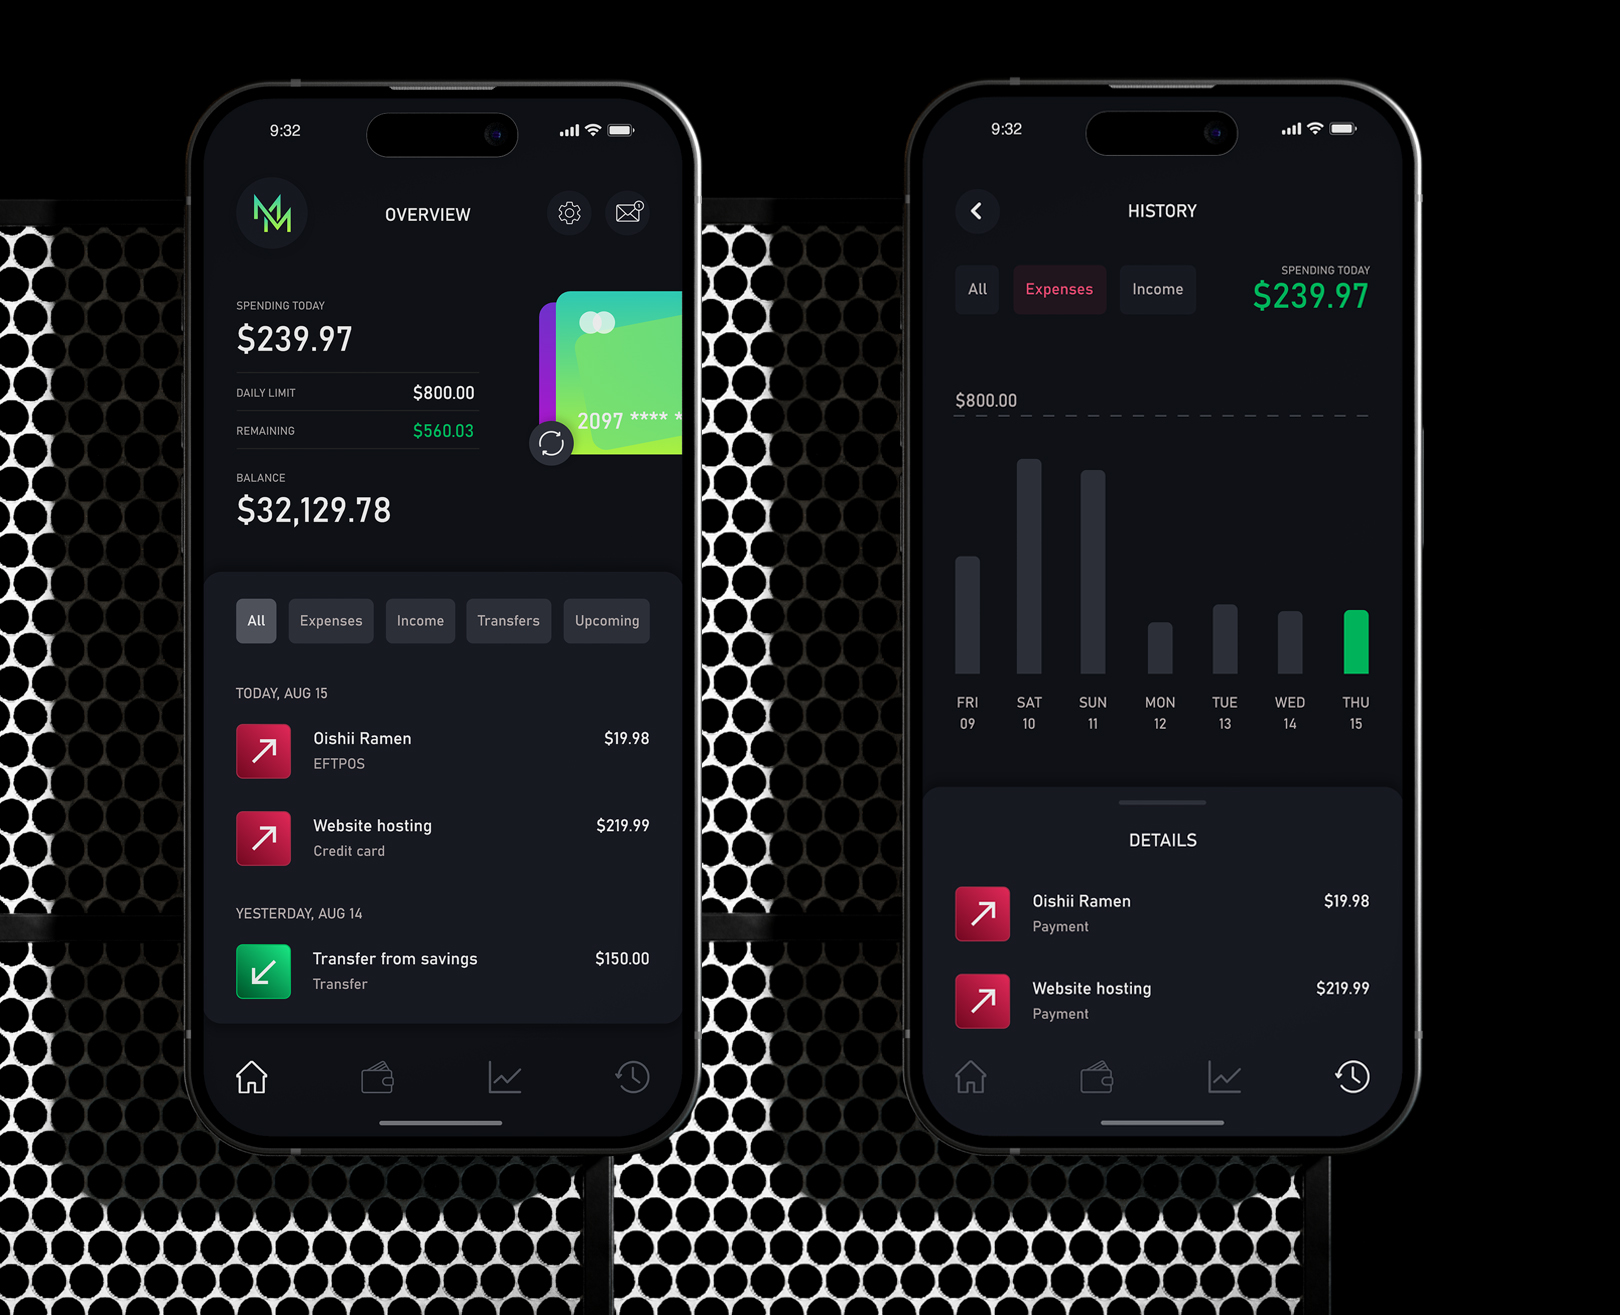 9:32
OVERVIEW
SPENDING TODAY
$239.97
DAILY LIMIT $800.00
REMAINING $560.03
BALANCE
$32,129.78
2097 **** *
All Expenses Income Transfers Upcoming
TODAY, AUG 15
Oishii Ramen $19.98
EFTPOS
Website hosting $219.99
Credit card
YESTERDAY, AUG 14
Transfer from savings $150.00
Transfer
9:32
HISTORY
All Expenses Income
SPENDING TODAY
$239.97
$800.00
FRI SAT SUN MON TUE WED THU
09 10 11 12 13 14 15
DETAILS
Oishii Ramen $19.98
Payment
Website hosting $219.99
Payment